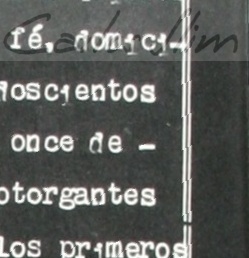 fé, domici-
doscientos
once de -
otorgantes
los primeros